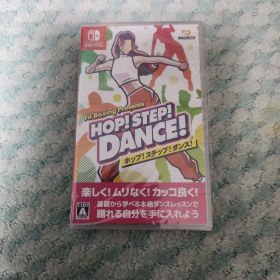 NINTENDO
SWITCH
IMAGINEER
Fit Boxing Presents
HOP! STEP!
DANCE!
ホップ!ステップ!ダンス!
楽しく!ムリなく!カッコ良く!
基礎から学べる本格ダンスレッスンで
踊れる自分を手に入れよう
A